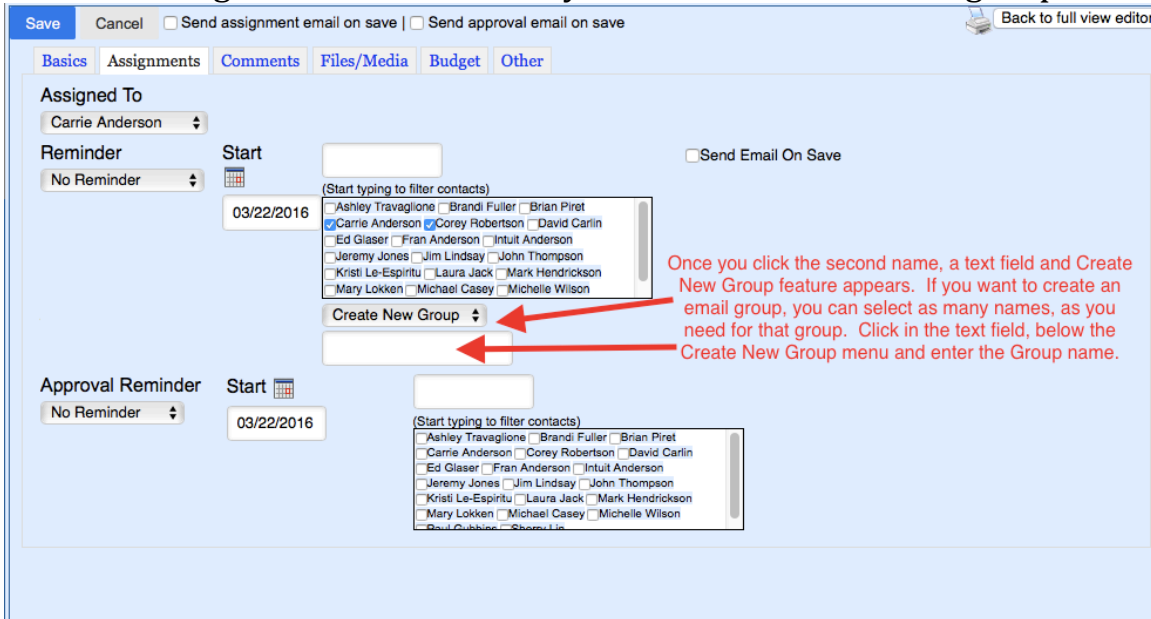 Save Cancel Send assignment email on save | Send approval email on save Back to full view editor
Basics Assignments Comments Files/Media Budget Other
Assigned To
Carrie Anderson
Reminder Start
No Reminder
Send Email On Save
(Start typing to filter contacts)
03/22/2016
Ashley Travaglione Brandi Fuller Brian Piret
Carrie Anderson Corey Robertson David Carlin
Ed Glaser Fran Anderson Intuit Anderson
Jeremy Jones Jim Lindsay John Thompson
Kristi Le-Espiritu Laura Jack Mark Hendrickson
Mary Lokken Michael Casey Michelle Wilson
Create New Group
Once you click the second name, a text field and Create
New Group feature appears. If you want to create an
email group, you can select as many names, as you
need for that group. Click in the text field, below the
Create New Group menu and enter the Group name.
Approval Reminder Start
No Reminder
03/22/2016
(Start typing to filter contacts)
Ashley Travaglione Brandi Fuller Brian Piret
Carrie Anderson Corey Robertson David Carlin
Ed Glaser Fran Anderson Intuit Anderson
Jeremy Jones Jim Lindsay John Thompson
Kristi Le-Espiritu Laura Jack Mark Hendrickson
Mary Lokken Michael Casey Michelle Wilson
Paul Gubbins Sherry Lin